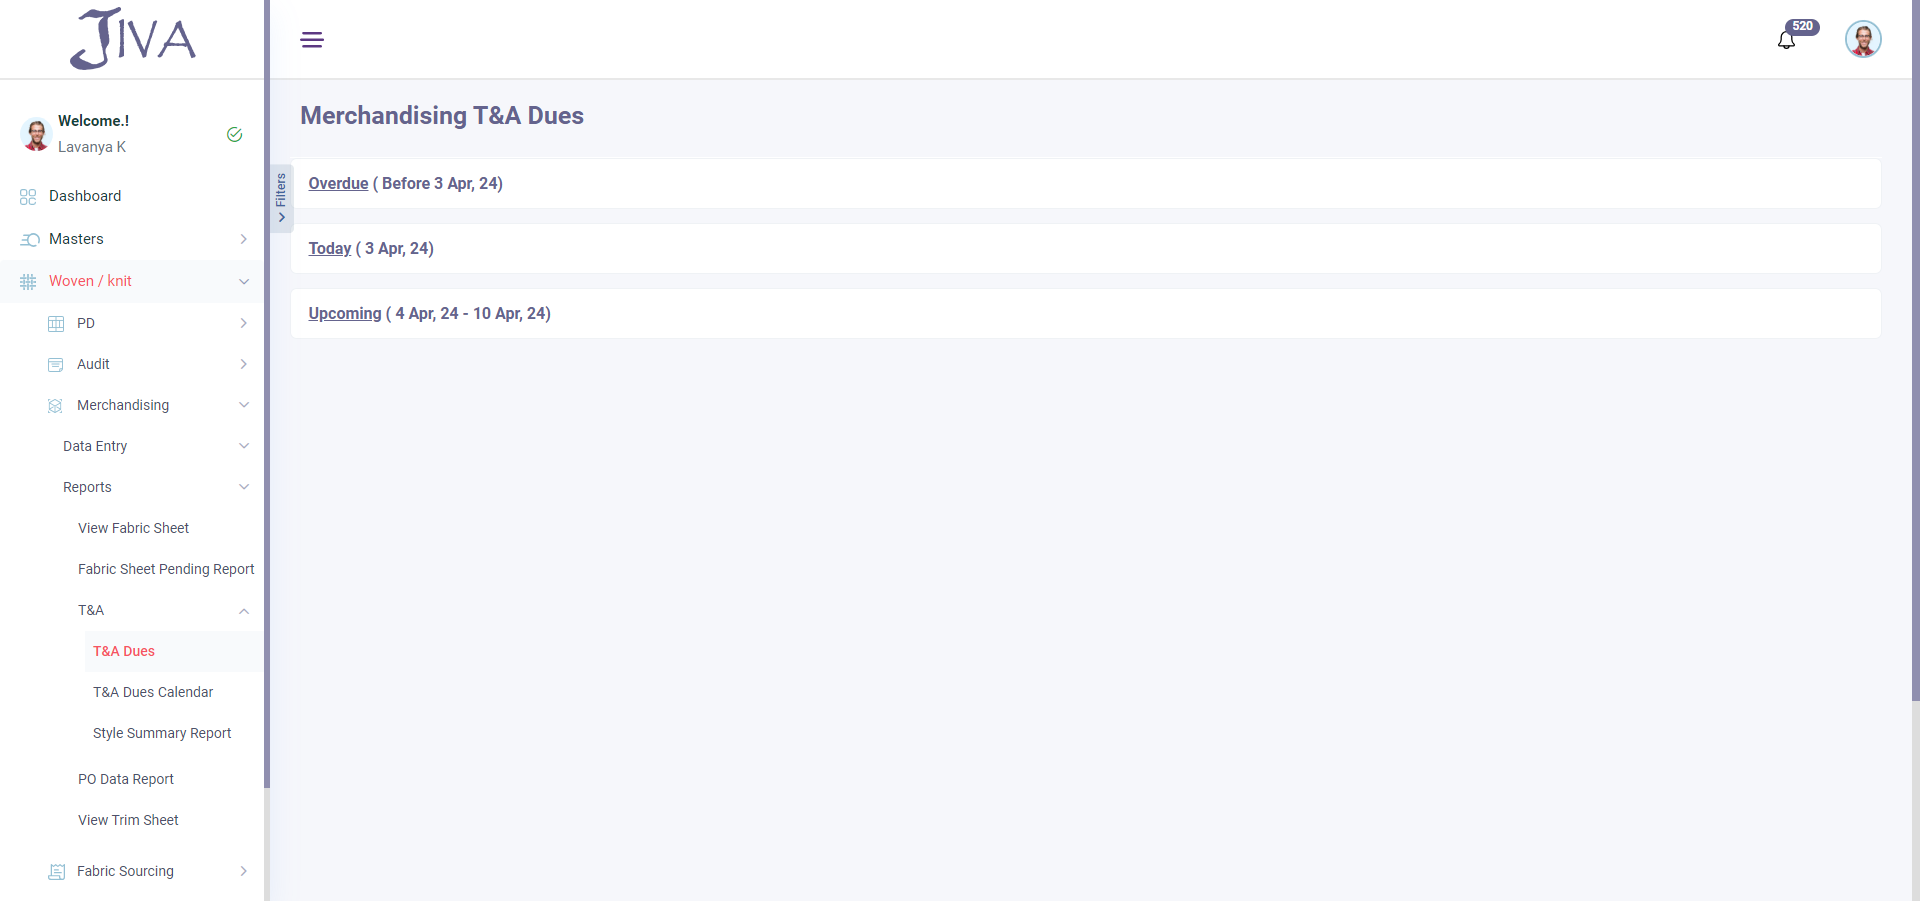 JIVA
520
Welcome.!
Lavanya K
Dashboard
Masters
Woven / knit
PD
Audit
Merchandising
Data Entry
Reports
View Fabric Sheet
Fabric Sheet Pending Report
T&A
T&A Dues
T&A Dues Calendar
Style Summary Report
PO Data Report
View Trim Sheet
Fabric Sourcing
Merchandising T&A Dues
Filters
Overdue ( Before 3 Apr, 24)
Today ( 3 Apr, 24)
Upcoming ( 4 Apr, 24 - 10 Apr, 24)